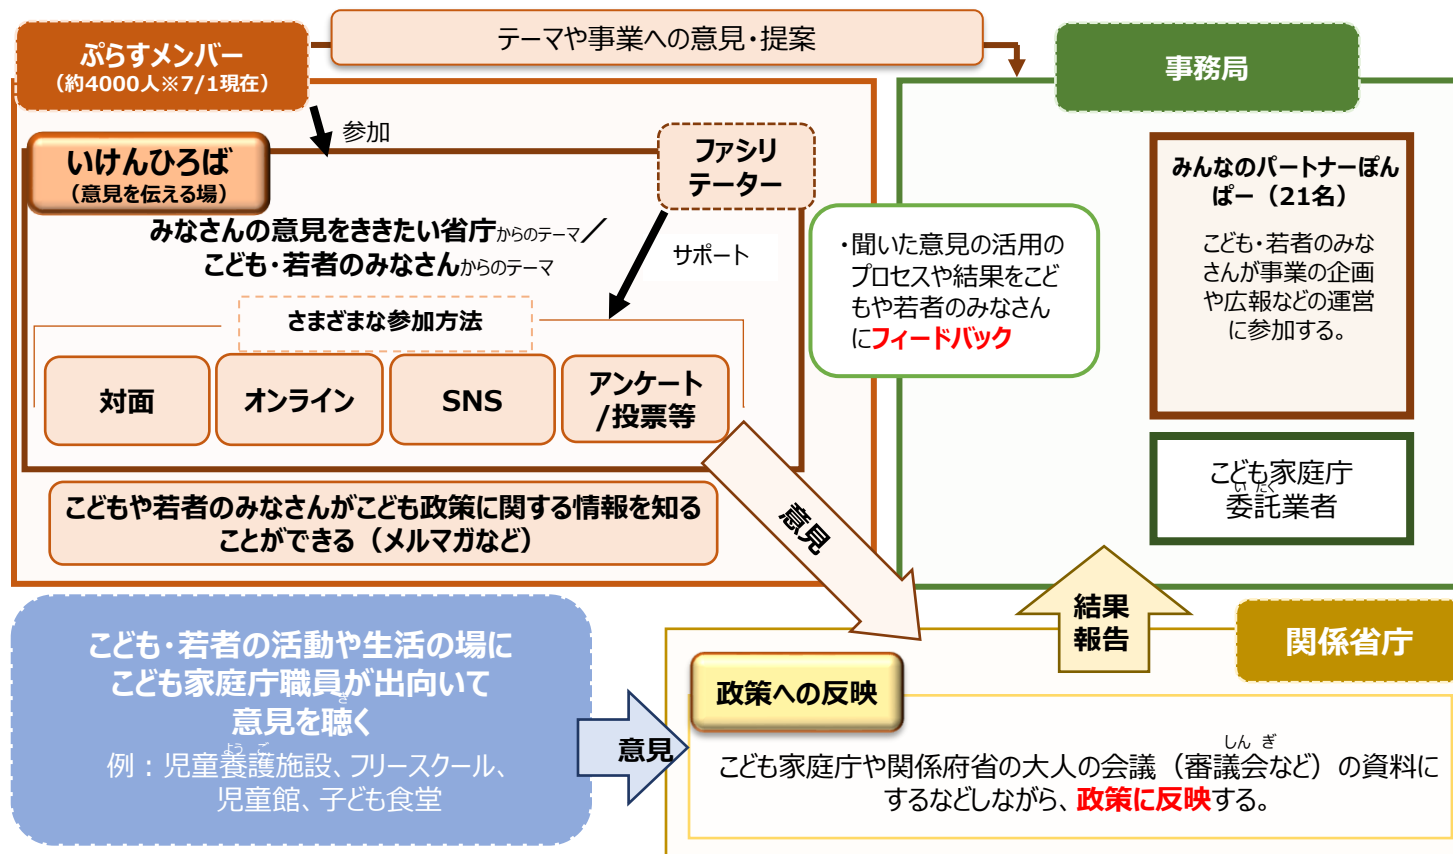 テーマや事業への意見・提案
ぷらすメンバー
（約4000人※7/1現在）
事務局
参加
いけんひろば
（意見を伝える場）
ファシリ
テーター
みなさんの意見をききたい省庁からのテーマ／
こども・若者のみなさんからのテーマ
サポート
さまざまな参加方法
対面
オンライン
SNS
アンケート
/投票等
こどもや若者のみなさんがこども政策に関する情報を知る
ことができる（メルマガなど）
・聞いた意見の活用の
プロセスや結果をこど
もや若者のみなさん
にフィードバック
みんなのパートナーぽん
ぱー（21名）
こども・若者のみな
さんが事業の企画
や広報などの運営
に参加する。
こども家庭庁
いたく
委託業者
意見
結果
報告
関係省庁
こども・若者の活動や生活の場に
こども家庭庁職員が出向いて
き
意見を聴く
ようご
例：児童養護施設、フリースクール、
児童館、子ども食堂
意見
政策への反映
しんぎ
こども家庭庁や関係府省の大人の会議（審議会など）の資料に
するなどしながら、政策に反映する。